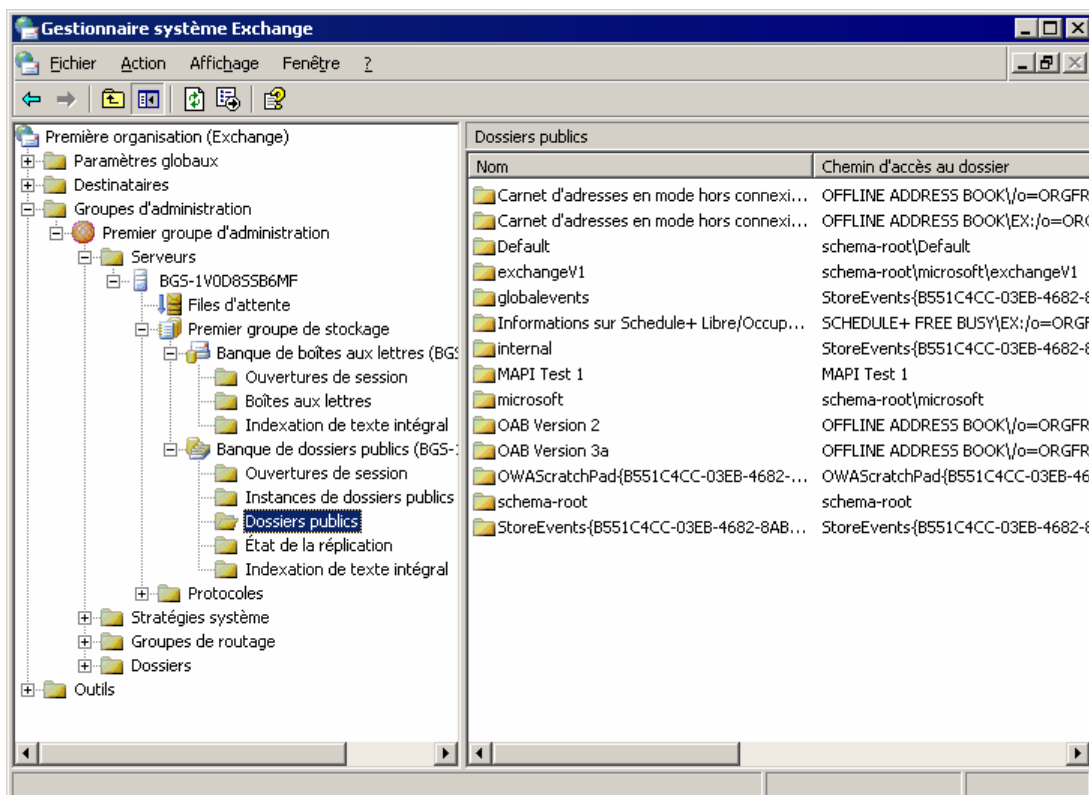 Gestionnaire système Exchange
Fichier Action Affichage Fenêtre ?
Première organisation (Exchange)
Paramètres globaux
Destinataires
Groupes d'administration
Premier groupe d'administration
Serveurs
BGS-1V0D8SSB6MF
Files d'attente
Premier groupe de stockage
Banque de boîtes aux lettres (BGS
Ouvertures de session
Boîtes aux lettres
Indexation de texte intégral
Banque de dossiers publics (BGS-1
Ouvertures de session
Instances de dossiers publics
Dossiers publics
État de la réplication
Indexation de texte intégral
Protocoles
Stratégies système
Groupes de routage
Dossiers
Outils
Dossiers publics
Nom Chemin d'accès au dossier
Carnet d'adresses en mode hors connexi... OFFLINE ADDRESS BOOK\/o=ORGFR
Carnet d'adresses en mode hors connexi... OFFLINE ADDRESS BOOK\EX:/o=ORG
Default schema-root\Default
exchangeV1 schema-root\microsoft\exchangeV1
globalevents StoreEvents{B551C4CC-03EB-4682-8
Informations sur Schedule+ Libre/Occup... SCHEDULE+ FREE BUSY\EX:/o=ORGF
internal StoreEvents{B551C4CC-03EB-4682-8
MAPI Test 1 MAPI Test 1
microsoft schema-root\microsoft
OAB Version 2 OFFLINE ADDRESS BOOK\/o=ORGFR
OAB Version 3a OFFLINE ADDRESS BOOK\/o=ORGFR
OWAScratchPad{B551C4CC-03EB-4682-... OWAScratchPad{B551C4CC-03EB-46
schema-root schema-root
StoreEvents{B551C4CC-03EB-4682-8AB... StoreEvents{B551C4CC-03EB-4682-8